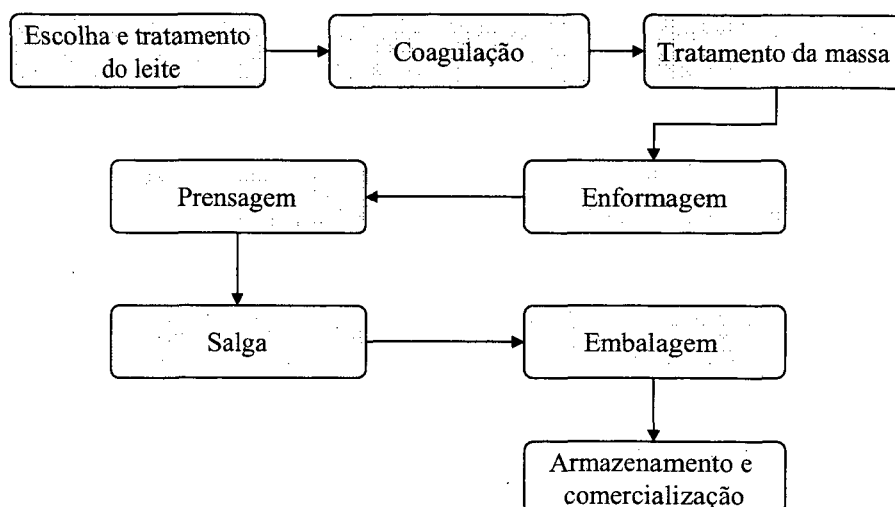 Escolha e tratamento
do leite
Coagulação
Tratamento da massa
Enformagem
Prensagem
Salga
Embalagem
Armazenamento e
comercialização